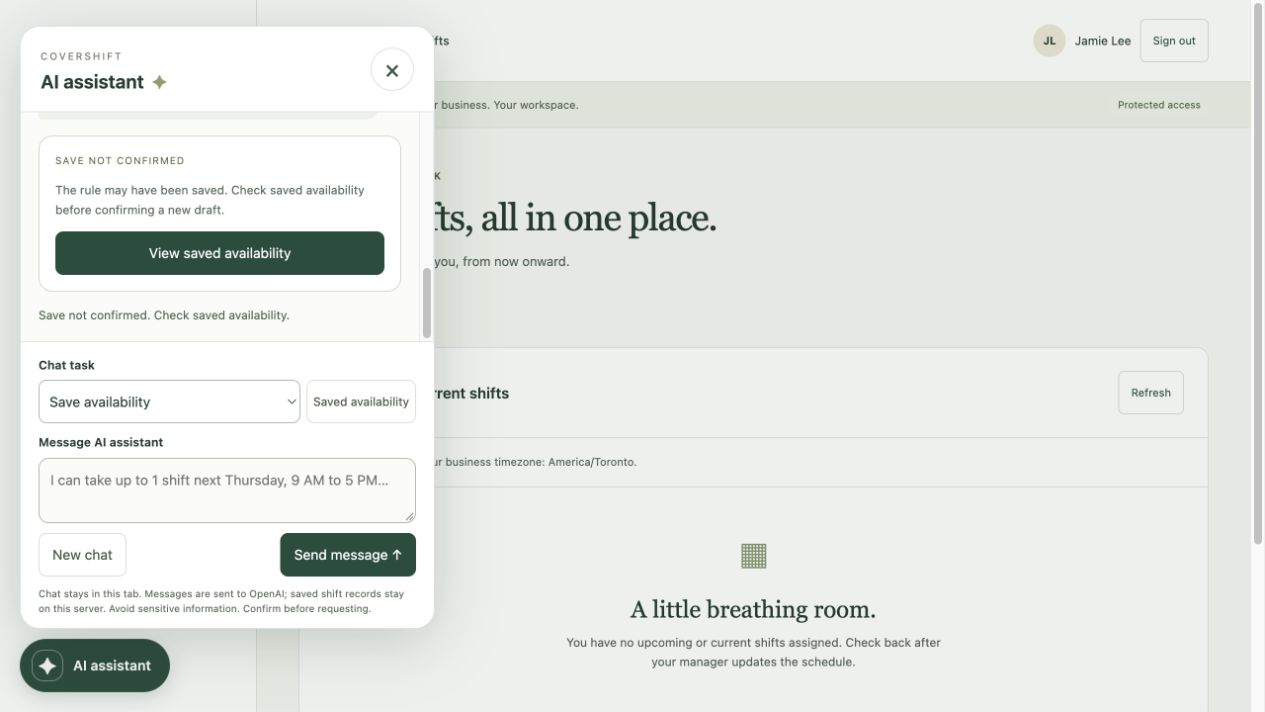 COVERSHIFT
AI assistant
SAVE NOT CONFIRMED
The rule may have been saved. Check saved availability
before confirming a new draft.
View saved availability
Save not confirmed. Check saved availability.
Chat task
Save availability
Saved availability
Message AI assistant
I can take up to 1 shift next Thursday, 9 AM to 5 PM...
New chat
Send message ↑
Chat stays in this tab. Messages are sent to OpenAI; saved shift records stay
on this server. Avoid sensitive information. Confirm before requesting.
AI assistant
fts
JL
Jamie Lee
Sign out
r business. Your workspace.
Protected access
K
fts, all in one place.
you, from now onward.
rrent shifts
Refresh
ur business timezone: America/Toronto.
A little breathing room.
You have no upcoming or current shifts assigned. Check back after
your manager updates the schedule.